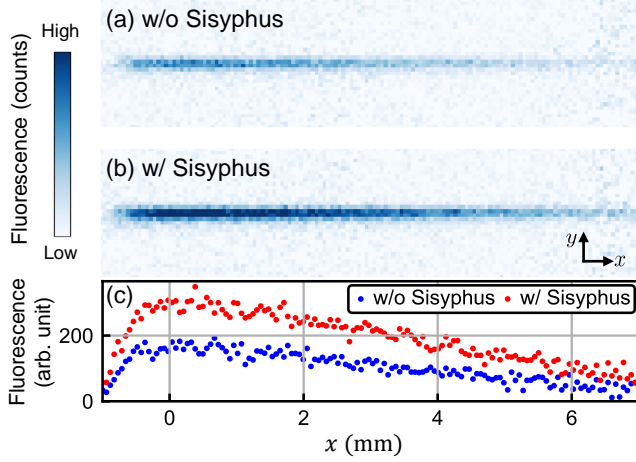 (a) w/o Sisyphus
High
Fluorescence (counts)
Low
(b) w/ Sisyphus
y
x
(c)
w/o Sisyphus
w/ Sisyphus
Fluorescence
(arb. unit)
200
0
0 2 4 6
x (mm)